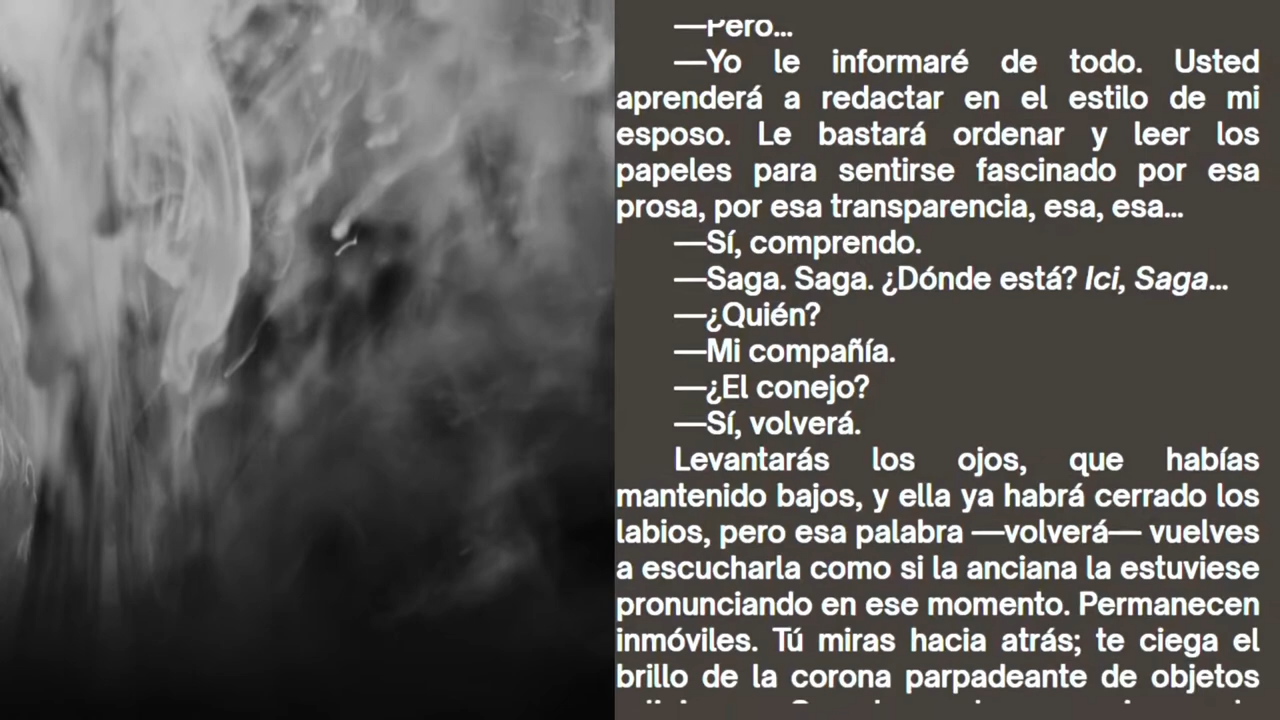 —Pero...
—Yo le informaré de todo. Usted
aprenderá a redactar en el estilo de mi
esposo. Le bastará ordenar y leer los
papeles para sentirse fascinado por esa
prosa, por esa transparencia, esa, esa...
—Sí, comprendo.
—Saga. Saga. ¿Dónde está? Ici, Saga...
—¿Quién?
—Mi compañía.
—¿El conejo?
—Sí, volverá.
Levantarás los ojos, que habías
mantenido bajos, y ella ya habrá cerrado los
labios, pero esa palabra —volverá— vuelves
a escucharla como si la anciana la estuviese
pronunciando en ese momento. Permanecen
inmóviles. Tú miras hacia atrás; te ciega el
brillo de la corona parpadeante de objetos